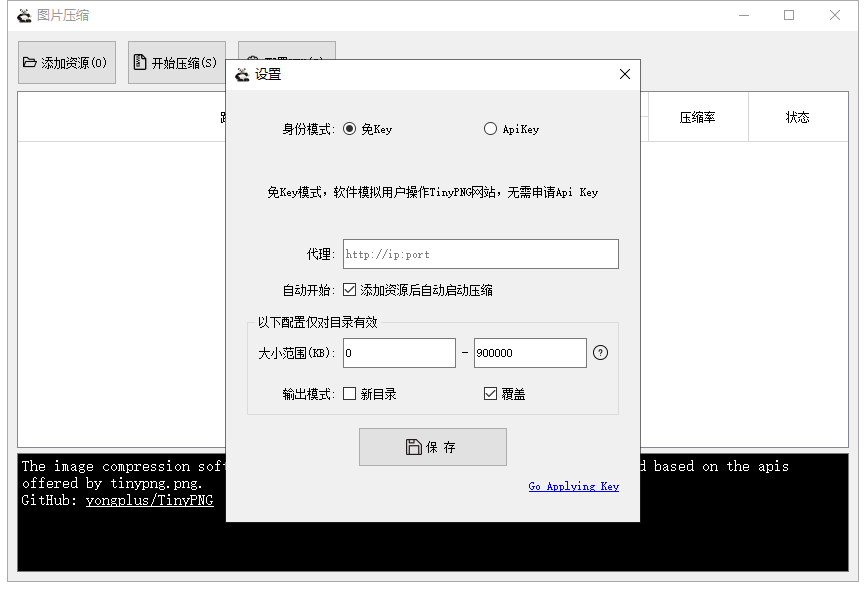 图片压缩
添加资源(O)
开始压缩(S)
压缩率
状态
设置
身份模式: 免Key ApiKey
免Key模式，软件模拟用户操作TinyPNG网站，无需申请Api Key
代理: http://ip:port
自动开始: 添加资源后自动启动压缩
以下配置仅对目录有效
大小范围(KB): 0 - 900000 ?
输出模式: 新目录 覆盖
保 存
Go Applying Key
The image compression based on the apis
offered by tinypng.png.
GitHub: yongplus/TinyPNG